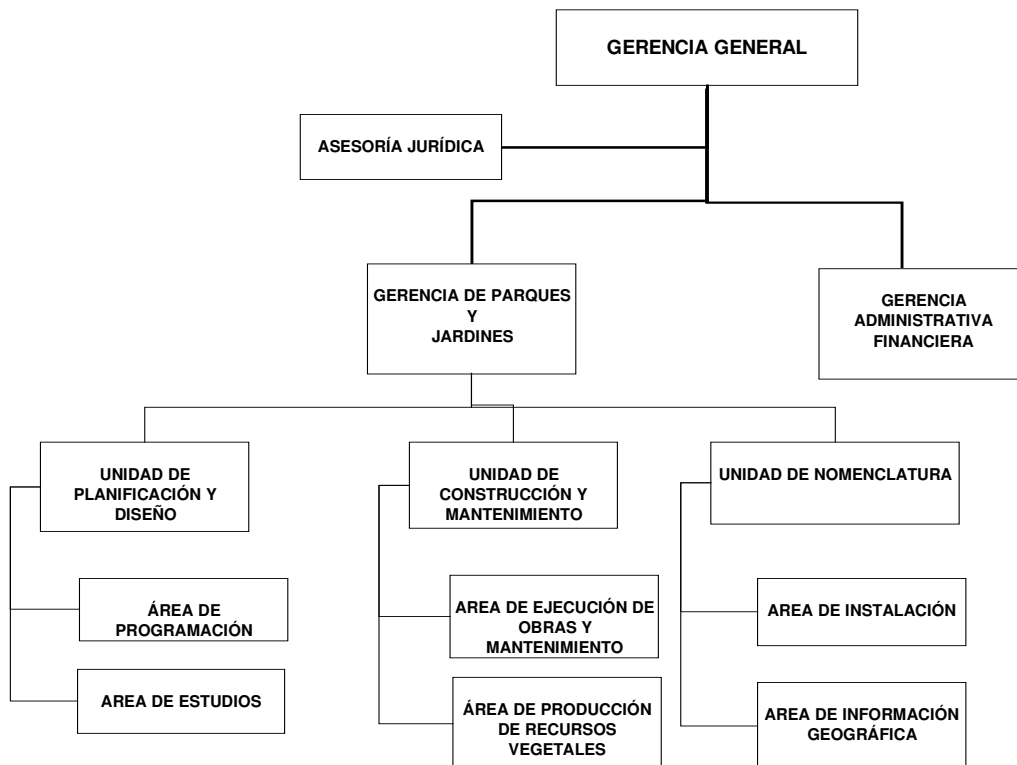 GERENCIA GENERAL
ASESORÍA JURÍDICA
GERENCIA DE PARQUES
Y
JARDINES
GERENCIA
ADMINISTRATIVA
FINANCIERA
UNIDAD DE
PLANIFICACIÓN Y
DISEÑO
UNIDAD DE
CONSTRUCCIÓN Y
MANTENIMIENTO
UNIDAD DE NOMENCLATURA
ÁREA DE
PROGRAMACIÓN
AREA DE EJECUCIÓN DE
OBRAS Y
MANTENIMIENTO
AREA DE INSTALACIÓN
AREA DE ESTUDIOS
ÁREA DE PRODUCCIÓN
DE RECURSOS
VEGETALES
AREA DE INFORMACIÓN
GEOGRÁFICA